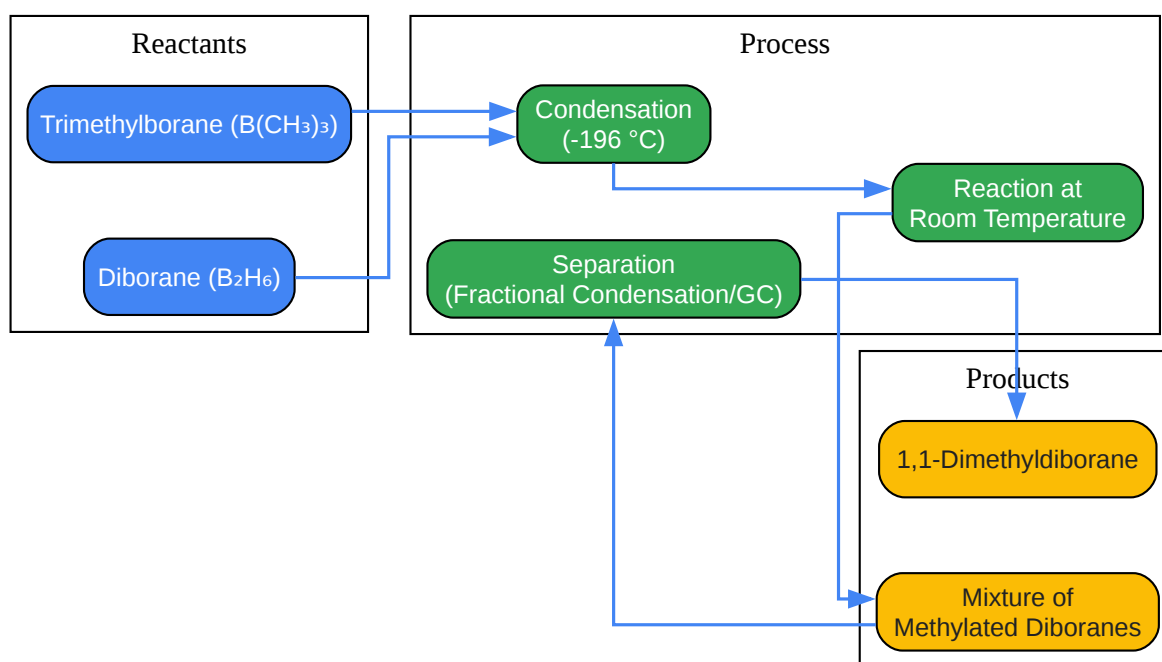 Reactants
Trimethylborane (B(CH₃)₃)
Diborane (B₂H₆)
Process
Condensation
(-196 °C)
Reaction at
Room Temperature
Separation
(Fractional Condensation/GC)
Products
1,1-Dimethyldiborane
Mixture of
Methylated Diboranes